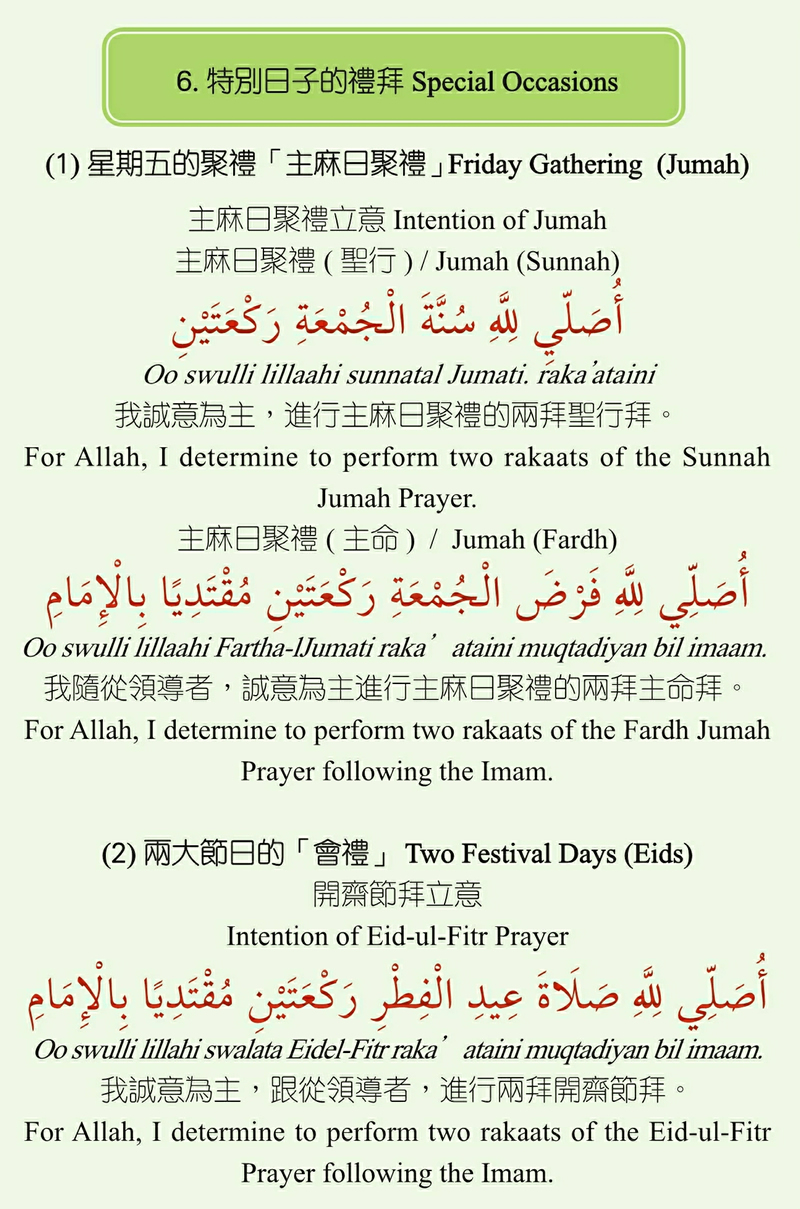 6. 特別日子的禮拜 Special Occasions
(1) 星期五的聚禮「主麻日聚禮」Friday Gathering (Jumah)
主麻日聚禮立意 Intention of Jumah
主麻日聚禮 ( 聖行 ) / Jumah (Sunnah)
أُصَلِّي لِلَّهِ سُنَّةَ الْجُمْعَةِ رَكْعَتَيْنِ
Oo swulli lillaahi sunnatal Jumati. raka’ataini
我誠意為主，進行主麻日聚禮的兩拜聖行拜。
For Allah, I determine to perform two rakaats of the Sunnah
Jumah Prayer.
主麻日聚禮 ( 主命 ) / Jumah (Fardh)
أُصَلِّي لِلَّهِ فَرْضَ الْجُمْعَةِ رَكْعَتَيْنِ مُقْتَدِيًا بِالْإِمَامِ
Oo swulli lillaahi Fartha-lJumati raka’ ataini muqtadiyan bil imaam.
我隨從領導者，誠意為主進行主麻日聚禮的兩拜主命拜。
For Allah, I determine to perform two rakaats of the Fardh Jumah
Prayer following the Imam.
(2) 兩大節日的「會禮」 Two Festival Days (Eids)
開齋節拜立意
Intention of Eid-ul-Fitr Prayer
أُصَلِّي لِلَّهِ صَلَاةَ عِيدِ الْفِطْرِ رَكْعَتَيْنِ مُقْتَدِيًا بِالْإِمَامِ
Oo swulli lillahi swalata Eidel-Fitr raka’ ataini muqtadiyan bil imaam.
我誠意為主，跟從領導者，進行兩拜開齋節拜。
For Allah, I determine to perform two rakaats of the Eid-ul-Fitr
Prayer following the Imam.